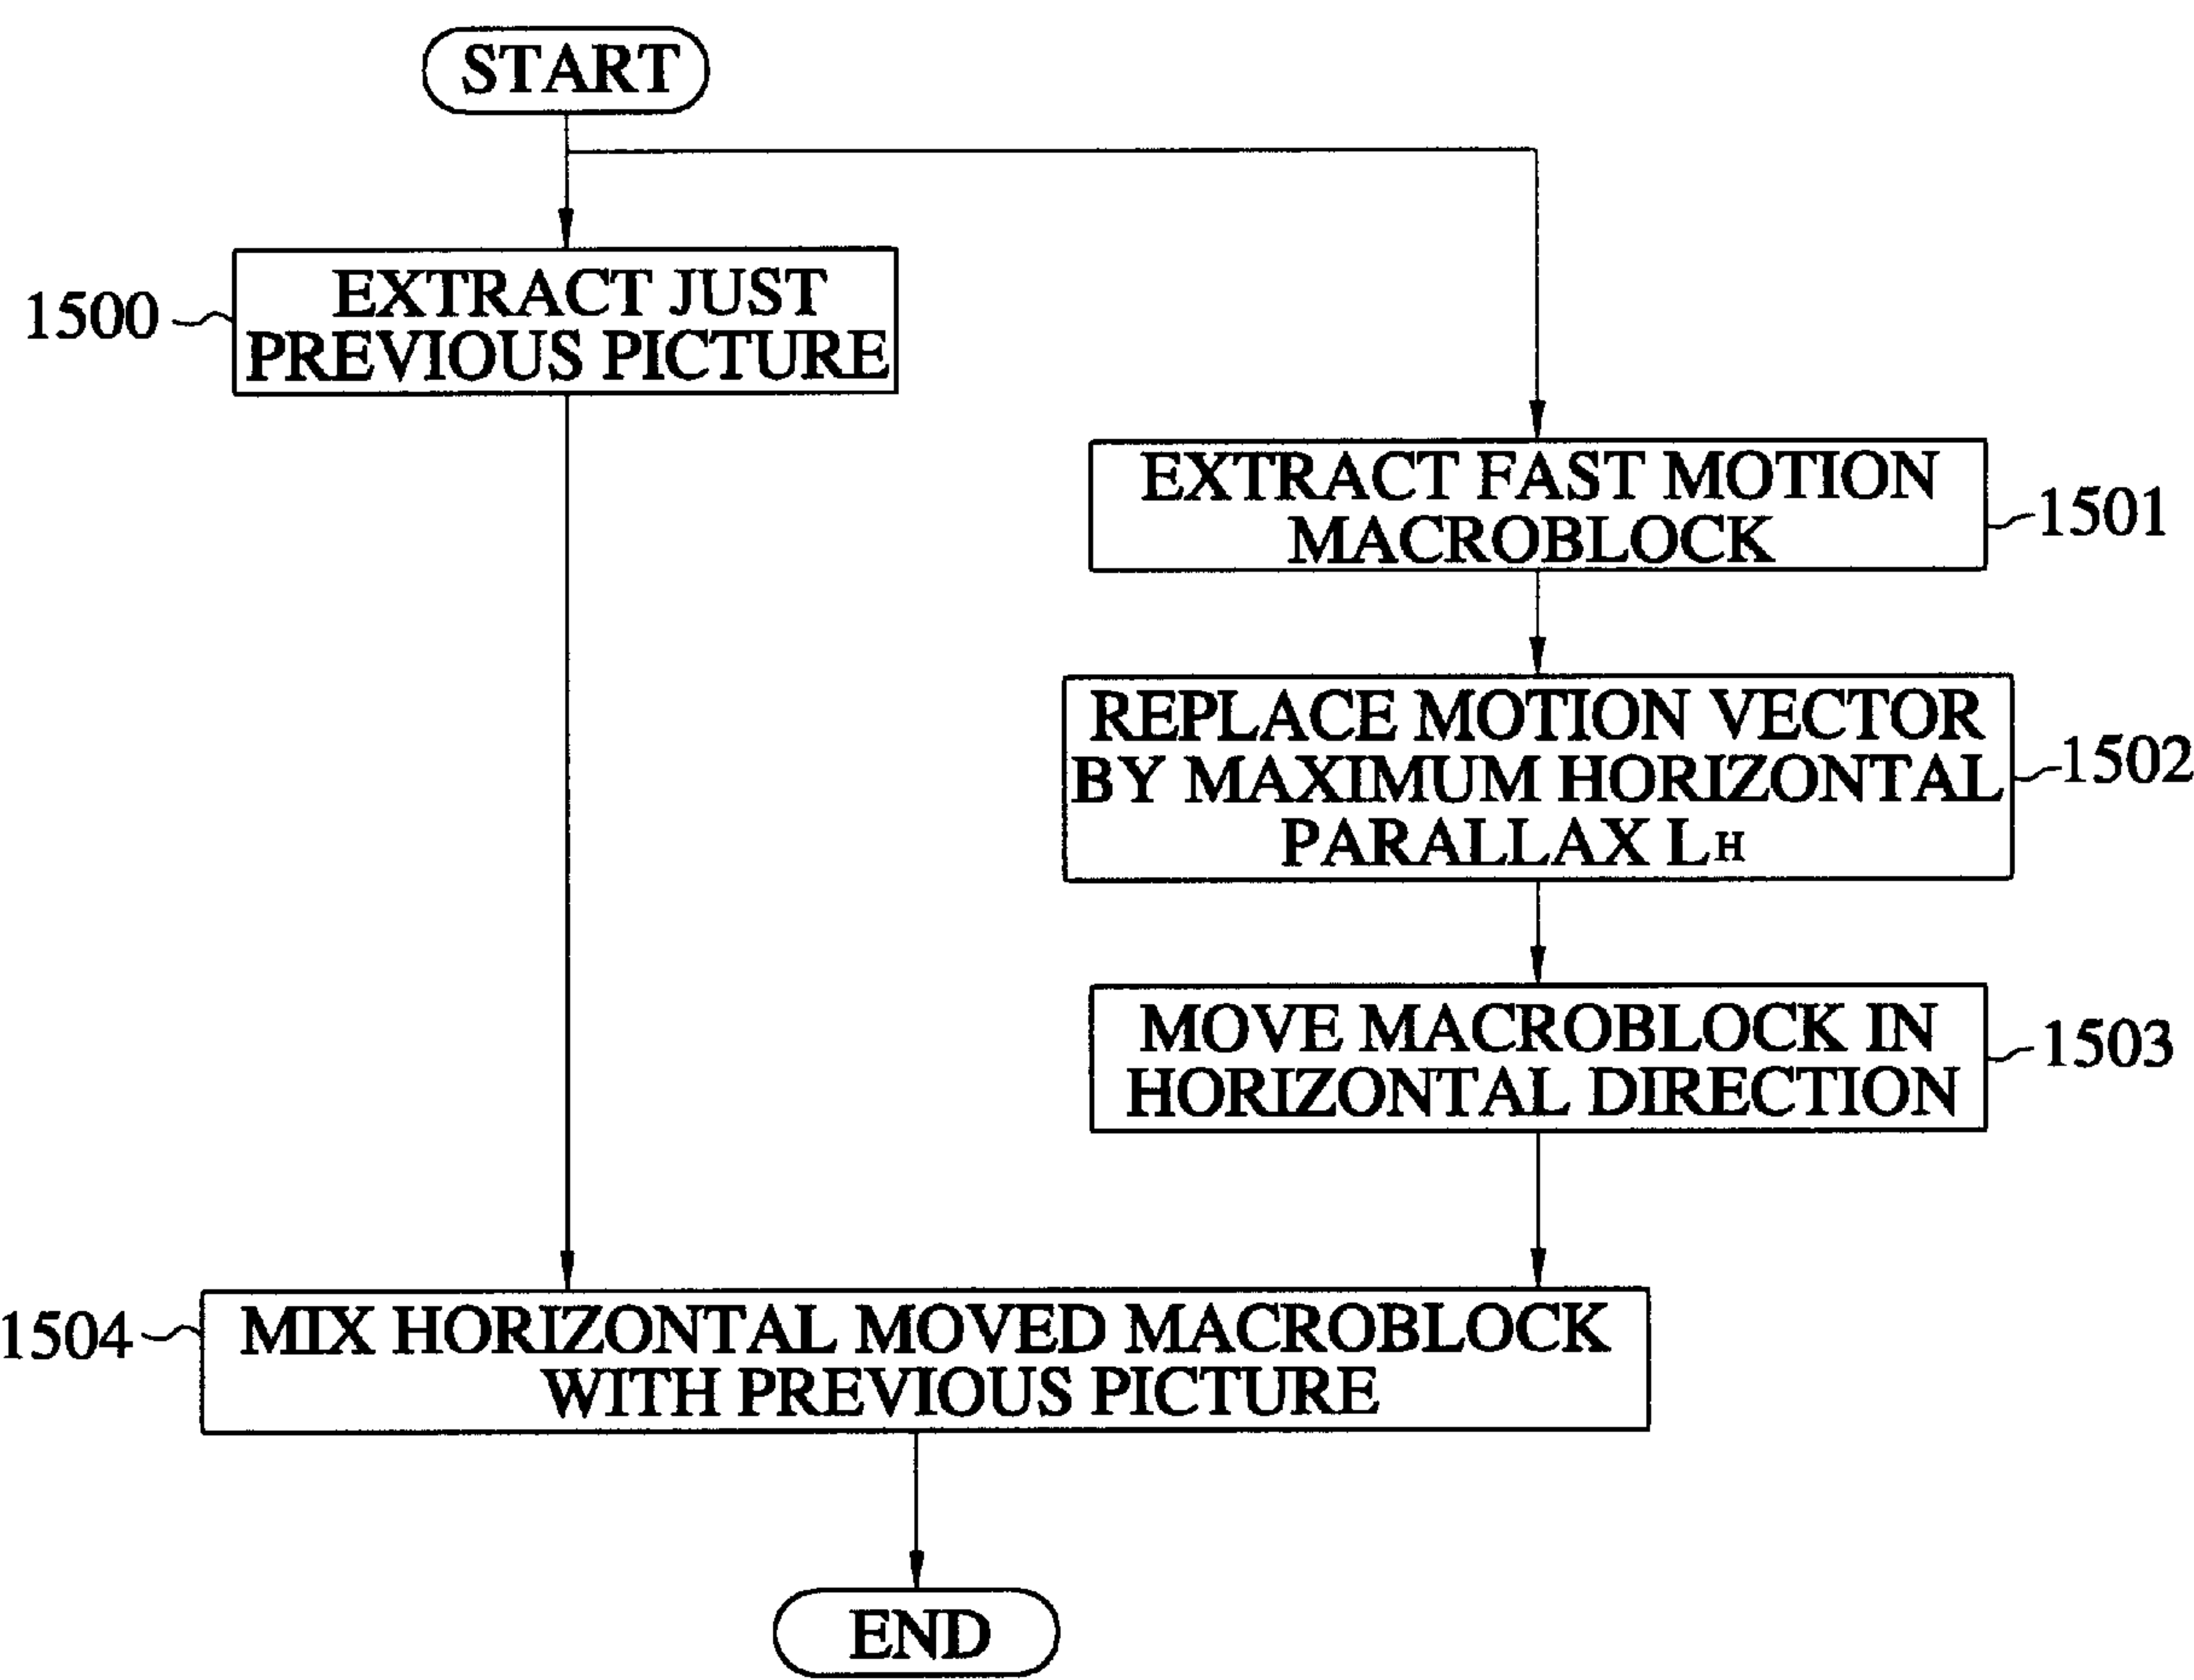 START
1500
EXTRACT JUST
PREVIOUS PICTURE
EXTRACT FAST MOTION
MACROBLOCK
1501
REPLACE MOTION VECTOR
BY MAXIMUM HORIZONTAL
PARALLAX LH
1502
MOVE MACROBLOCK IN
HORIZONTAL DIRECTION
1503
1504
MIX HORIZONTAL MOVED MACROBLOCK
WITH PREVIOUS PICTURE
END